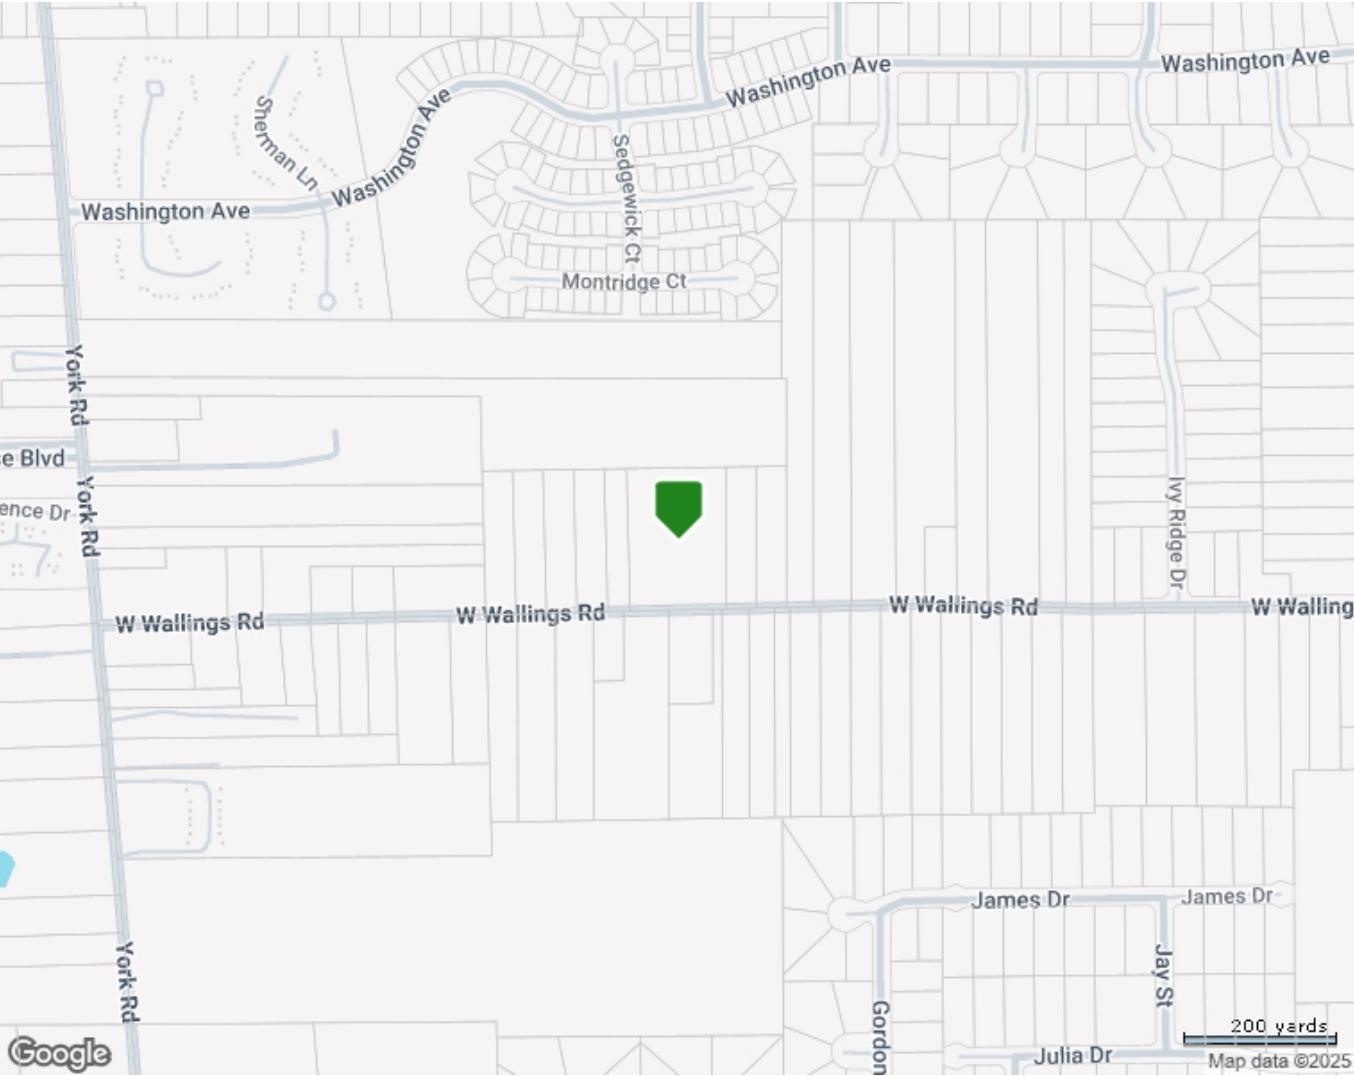 Washington Ave
Washington Ave
Sherman Ln
Washington Ave
Washington Ave
Sedgewick Ct
Montridge Ct
York Rd
se Blvd
York Rd
ence Dr
Ivy Ridge Dr
W Wallings Rd
W Wallings Rd
W Wallings Rd
W Walling
James Dr
James Dr
York Rd
Jay St
Gordon
Julia Dr
200 yards
Google
Map data ©2025